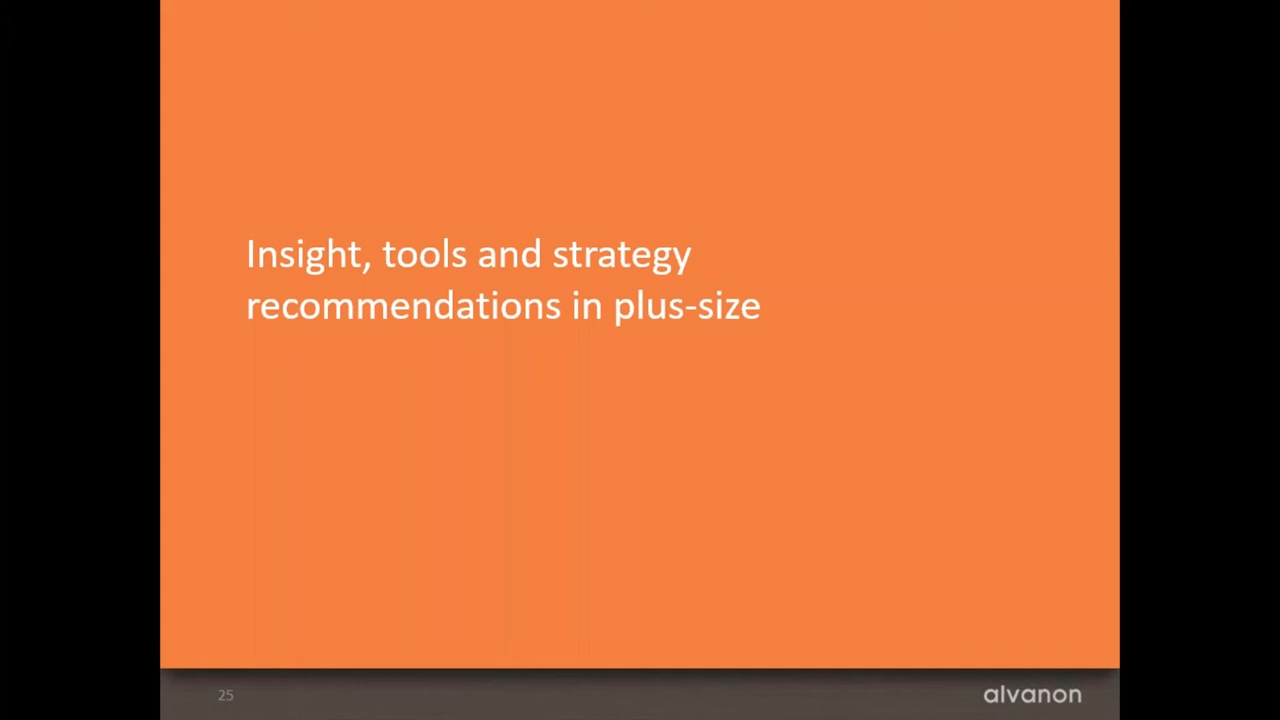 Insight, tools and strategy
recommendations in plus-size
25
alvanon